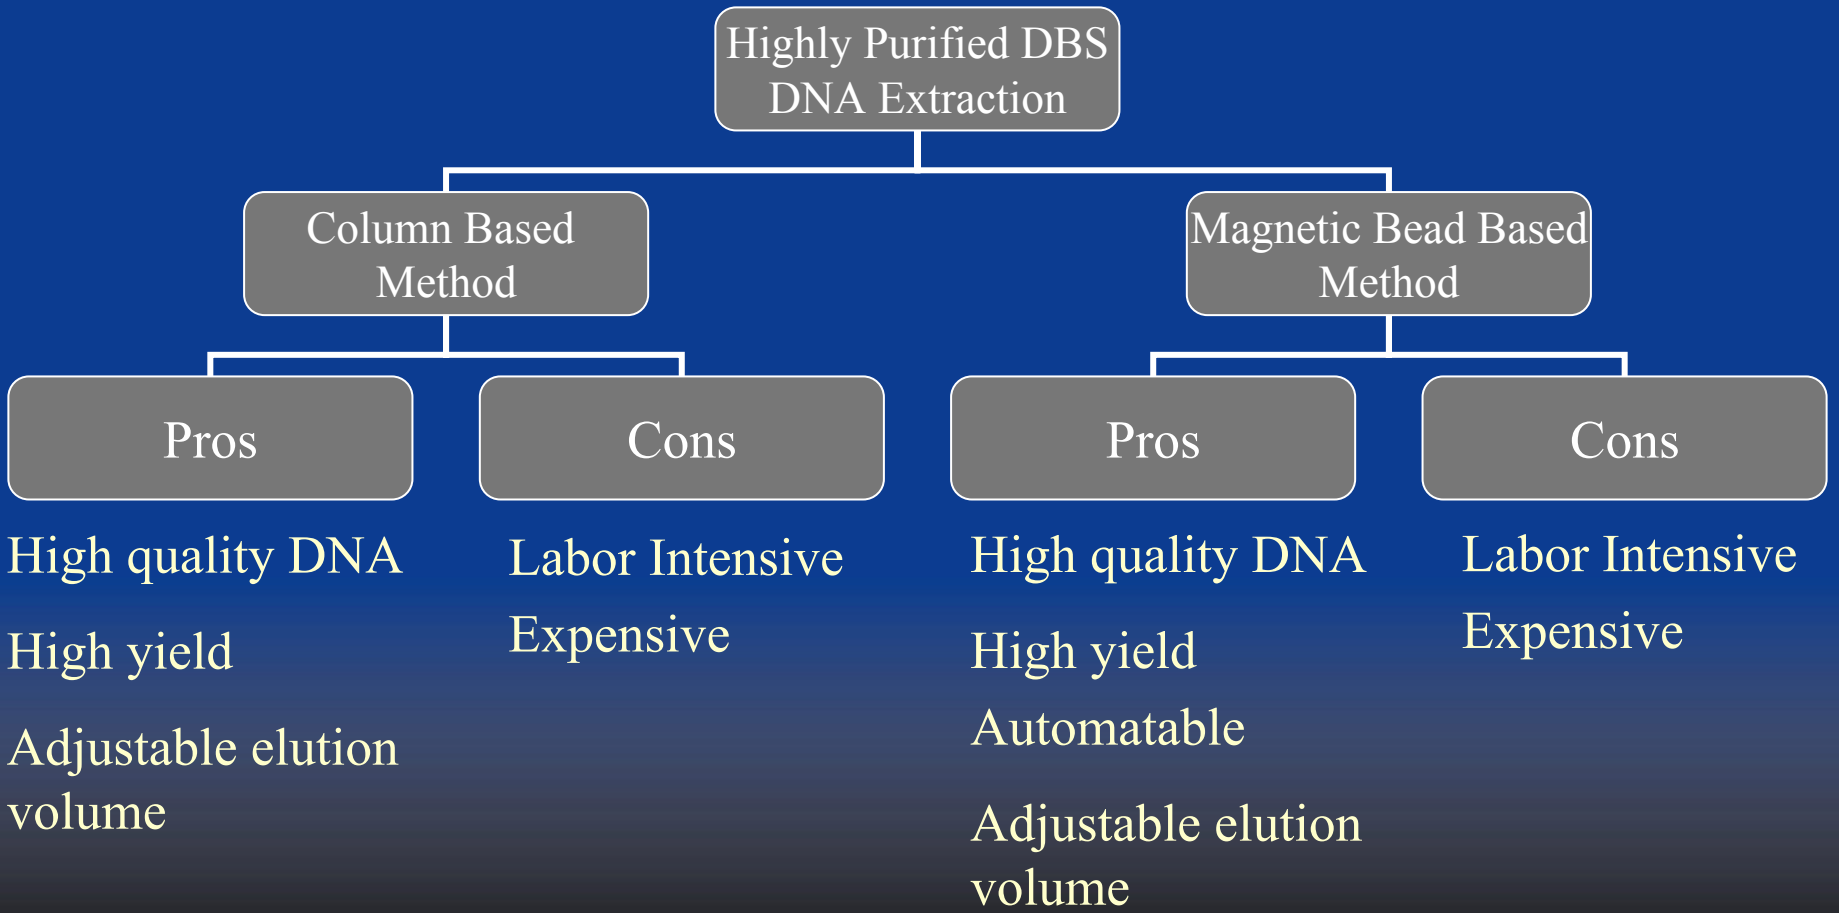 Highly Purified DBS
DNA Extraction
Column Based
Method
Magnetic Bead Based
Method
Pros
Cons
Pros
Cons
High quality DNA
High yield
Adjustable elution
volume
Labor Intensive
Expensive
High quality DNA
High yield
Automatable
Adjustable elution
volume
Labor Intensive
Expensive